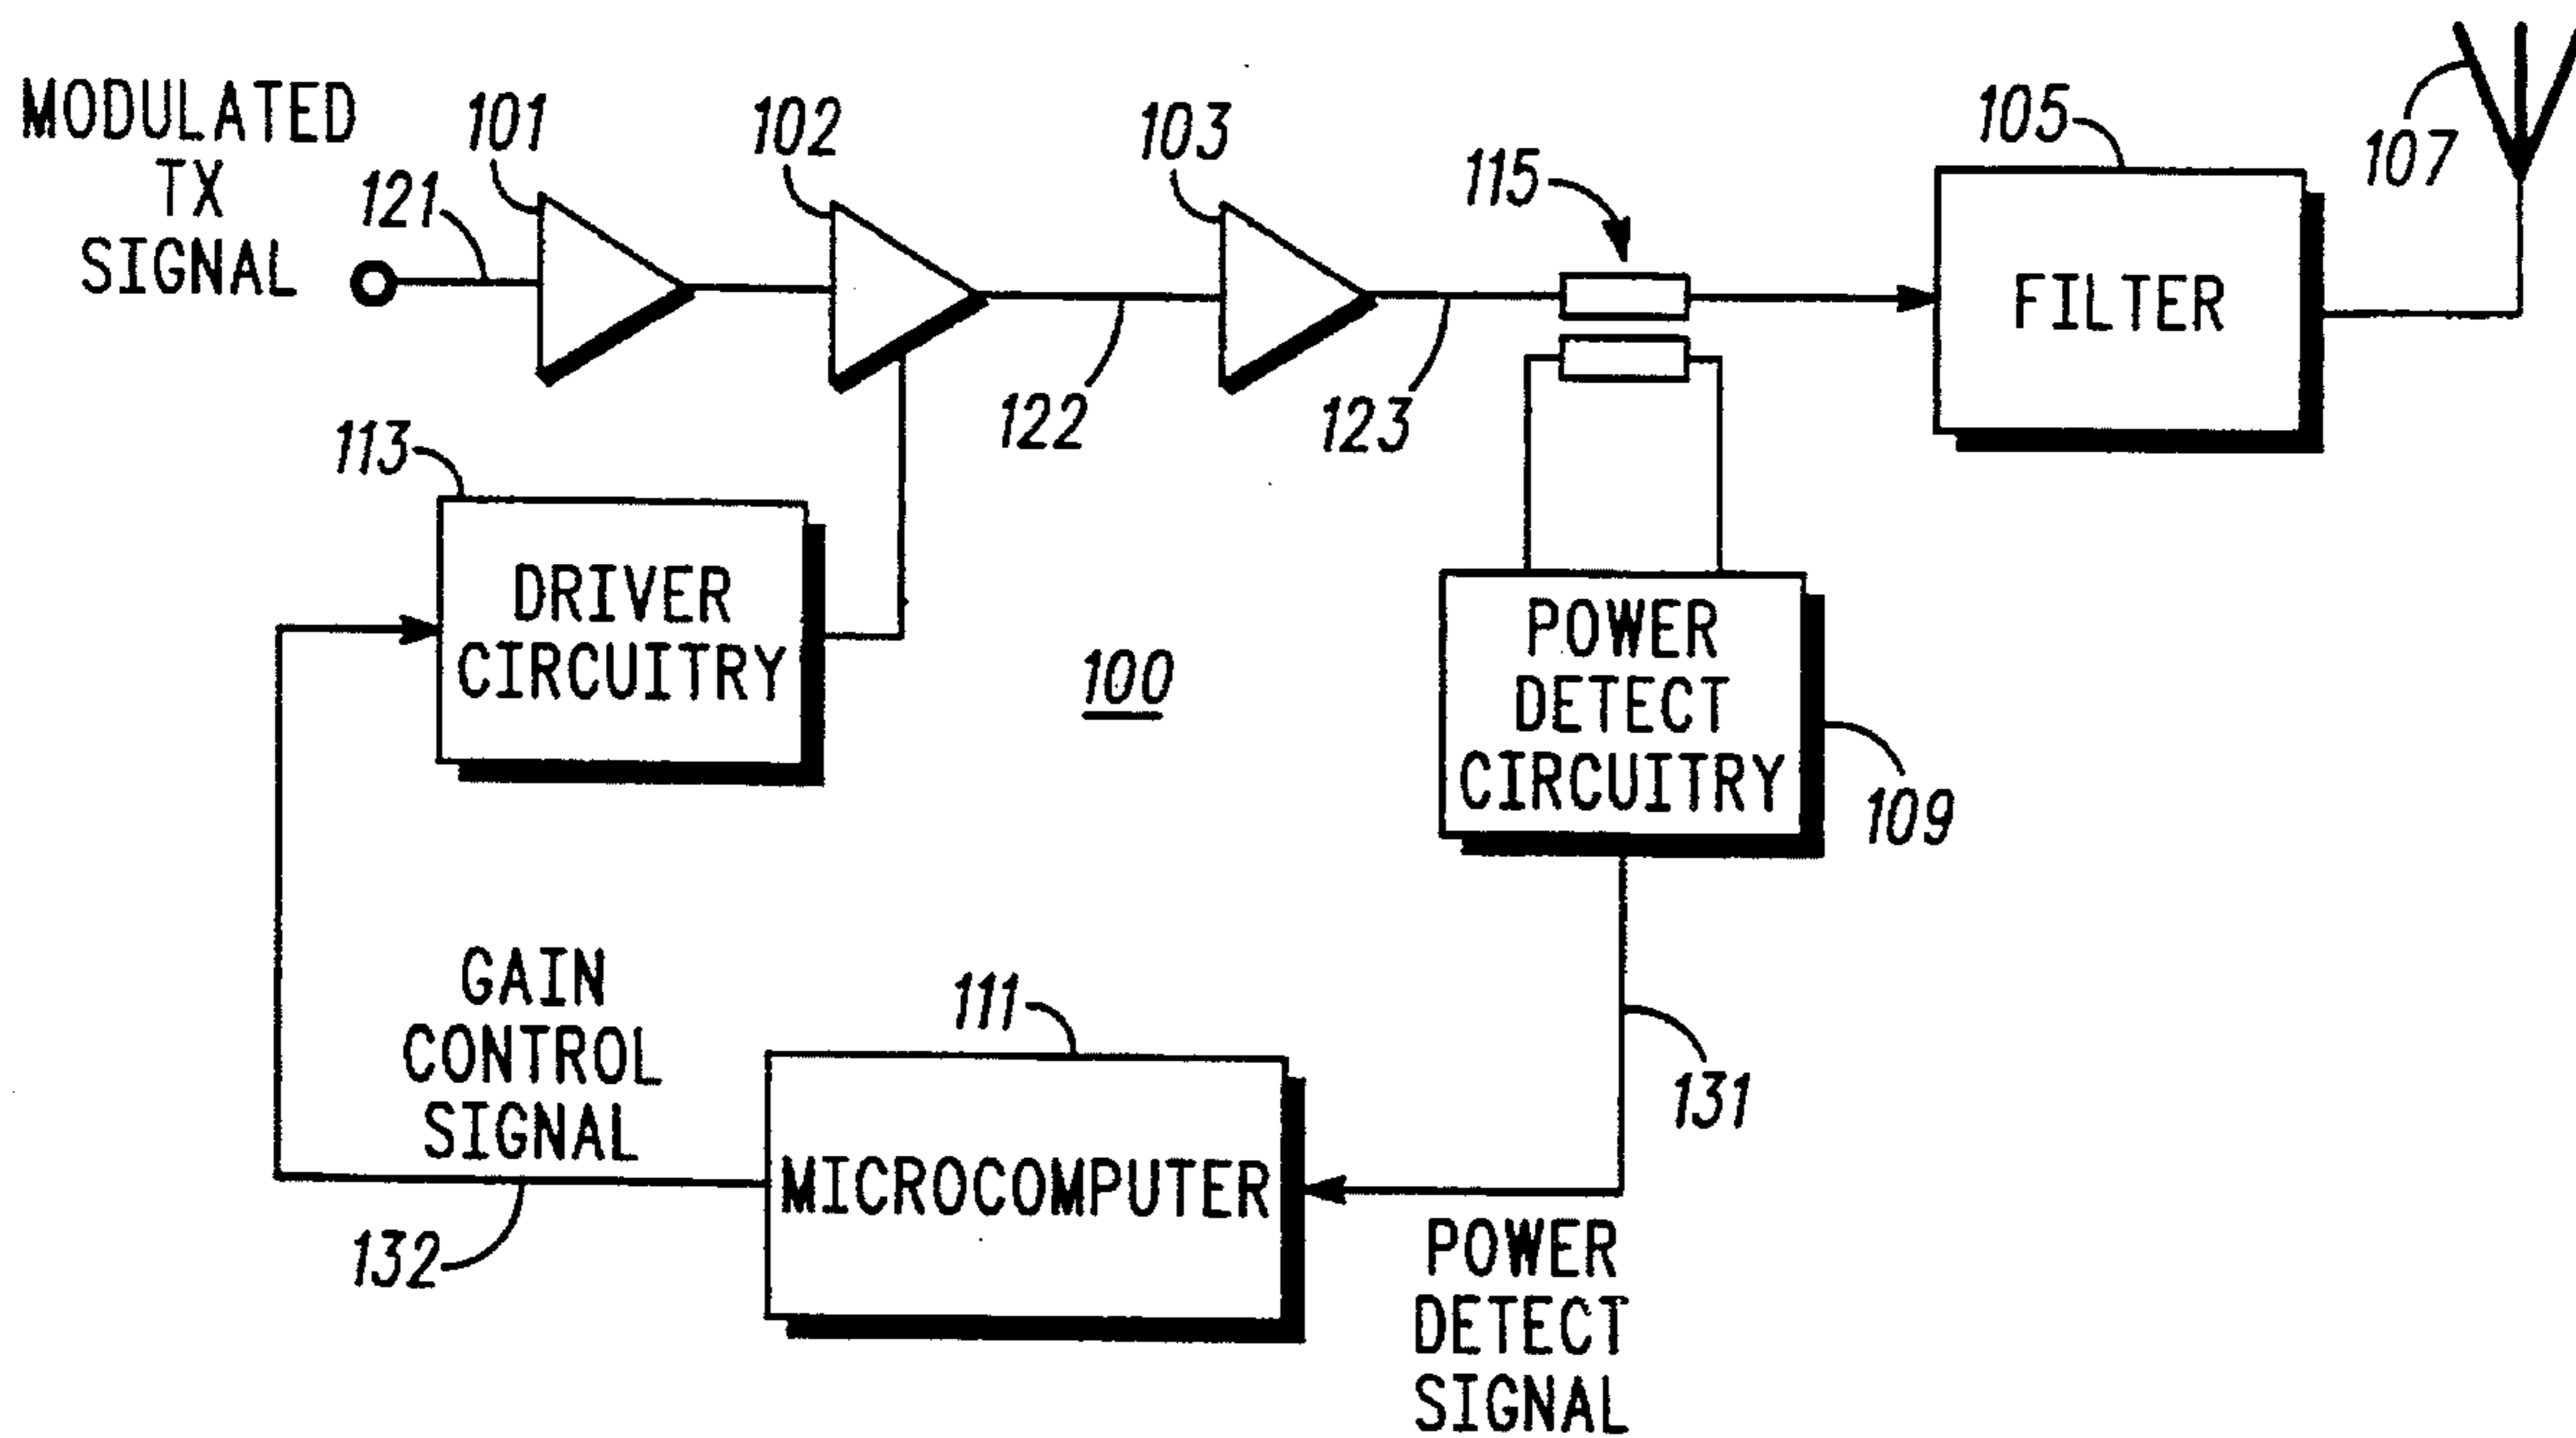 MODULATED
TX
SIGNAL
121
101
102
103
115
105
107
122
123
FILTER
113
DRIVER
CIRCUITRY
100
POWER
DETECT
CIRCUITRY
109
GAIN
CONTROL
SIGNAL
111
131
MICROCOMPUTER
132
POWER
DETECT
SIGNAL